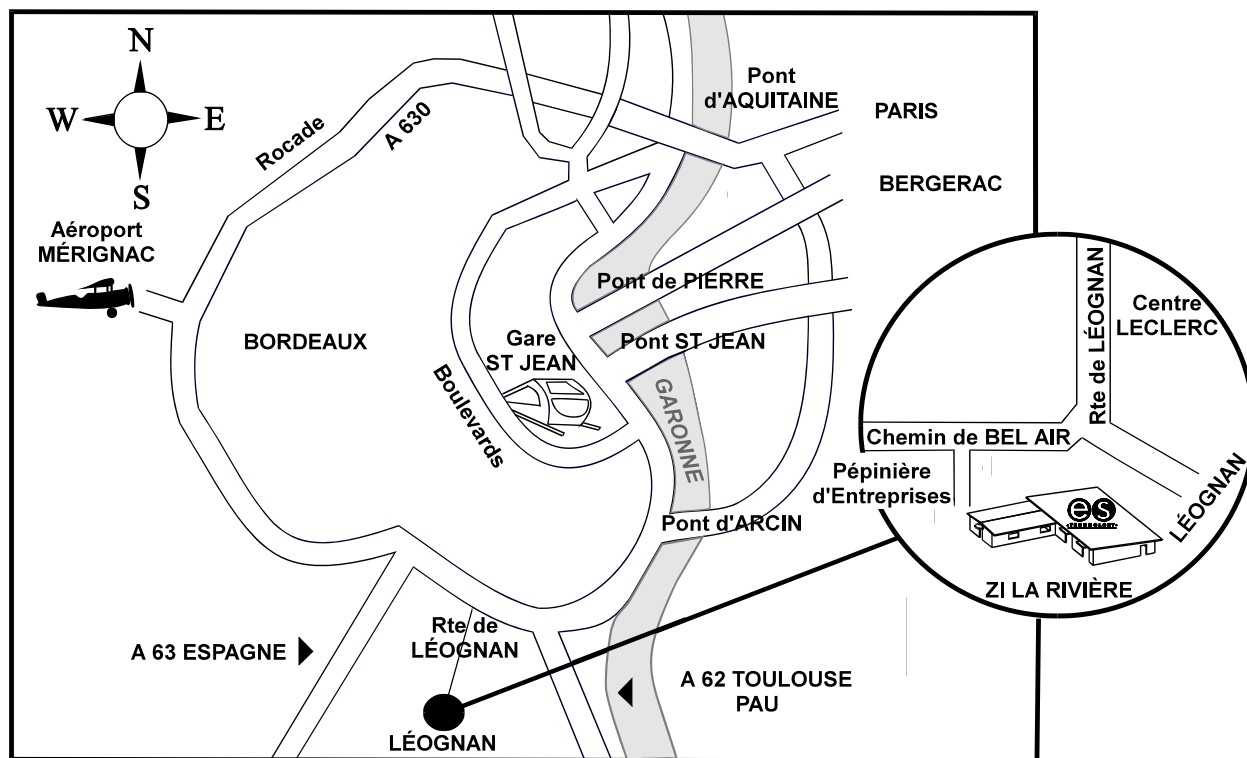 N
W
E
S
Rocade
A 630
Pont
d'AQUITAINE
PARIS
BERGERAC
Aéroport
MÉRIGNAC
BORDEAUX
Gare
ST JEAN
Boulevards
Pont de PIERRE
Pont ST JEAN
GARONNE
Pont d'ARCIN
A 63 ESPAGNE
Rte de
LÉOGNAN
LÉOGNAN
A 62 TOULOUSE
PAU
Rte de LÉOGNAN
Centre
LECLERC
Chemin de BEL AIR
Pépinière
d'Entreprises
es
TECHNOLOGY
LÉOGNAN
ZI LA RIVIÈRE